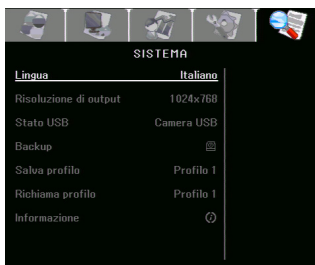 SISTEMA
Lingua Italiano
Risoluzione di output 1024x768
Stato USB Camera USB
Backup
Salva profilo Profilo 1
Richiama profilo Profilo 1
Informazione